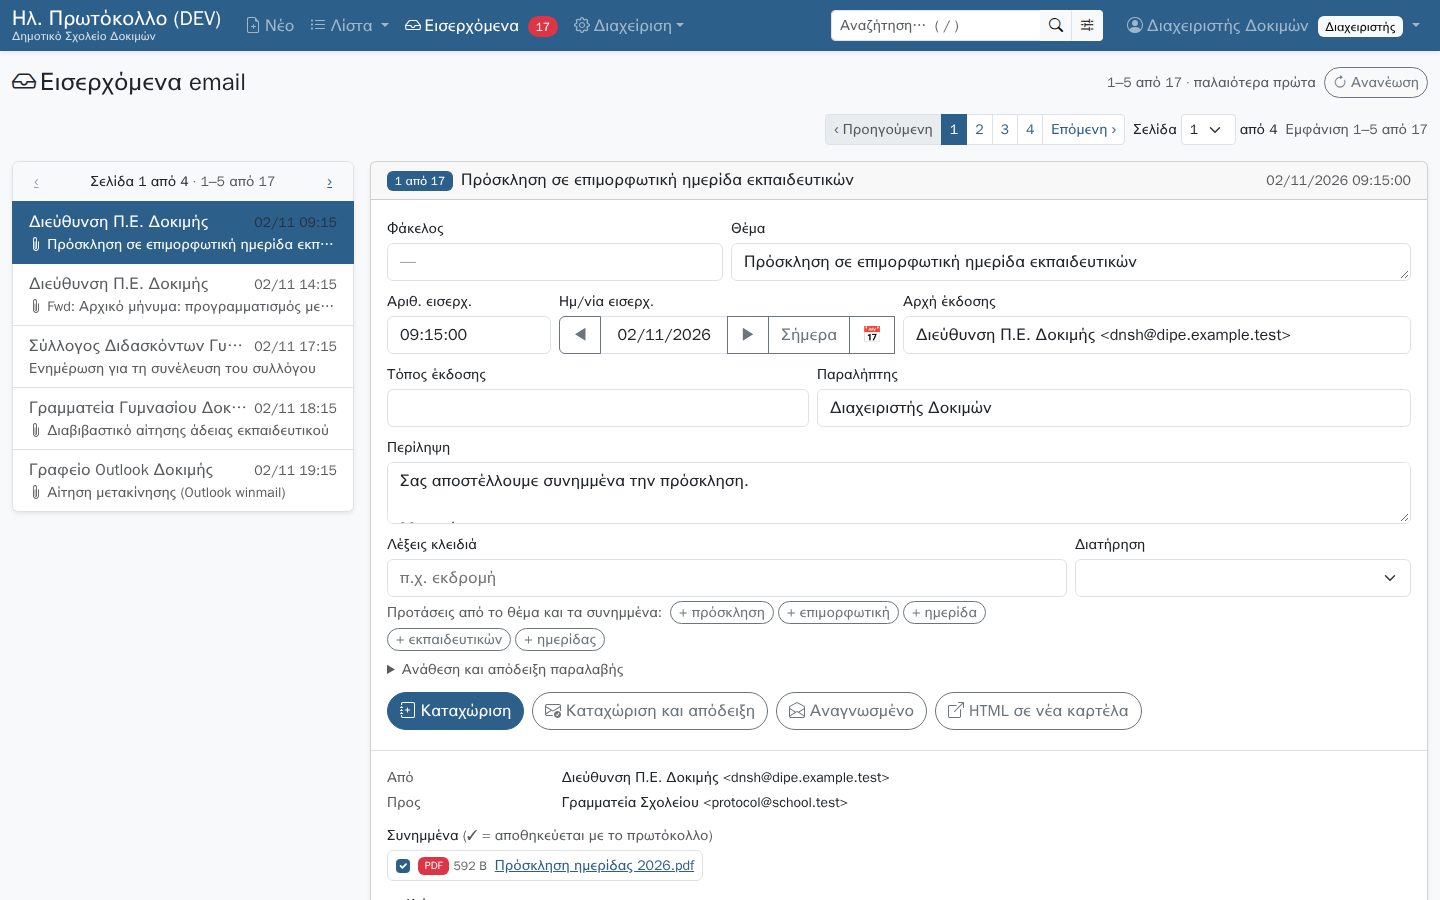 Ηλ. Πρωτόκολλο (DEV)
Δημοτικό Σχολείο Δοκιμών
Νέο
Λίστα
Εισερχόμενα 17
Διαχείριση
Αναζήτηση… ( / )
Διαχειριστής Δοκιμών Διαχειριστής
Εισερχόμενα email
1–5 από 17 · παλαιότερα πρώτα
Ανανέωση
‹ Προηγούμενη 1 2 3 4 Επόμενη › Σελίδα 1 από 4 Εμφάνιση 1–5 από 17
‹ Σελίδα 1 από 4 · 1–5 από 17 ›
Διεύθυνση Π.Ε. Δοκιμής 02/11 09:15
Πρόσκληση σε επιμορφωτική ημερίδα εκπ…
Διεύθυνση Π.Ε. Δοκιμής 02/11 14:15
Fwd: Αρχικό μήνυμα: προγραμματισμός με…
Σύλλογος Διδασκόντων Γυ… 02/11 17:15
Ενημέρωση για τη συνέλευση του συλλόγου
Γραμματεία Γυμνασίου Δοκ… 02/11 18:15
Διαβιβαστικό αίτησης άδειας εκπαιδευτικού
Γραφείο Outlook Δοκιμής 02/11 19:15
Αίτηση μετακίνησης (Outlook winmail)
1 από 17 Πρόσκληση σε επιμορφωτική ημερίδα εκπαιδευτικών 02/11/2026 09:15:00
Φάκελος Θέμα
— Πρόσκληση σε επιμορφωτική ημερίδα εκπαιδευτικών
Αριθ. εισερχ. Ημ/νία εισερχ. Αρχή έκδοσης
09:15:00 ◀ 02/11/2026 ▶ Σήμερα Διεύθυνση Π.Ε. Δοκιμής <dnsh@dipe.example.test>
Τόπος έκδοσης Παραλήπτης
Διαχειριστής Δοκιμών
Περίληψη
Σας αποστέλλουμε συνημμένα την πρόσκληση.
Λέξεις κλειδιά Διατήρηση
π.χ. εκδρομή
Προτάσεις από το θέμα και τα συνημμένα: + πρόσκληση + επιμορφωτική + ημερίδα
+ εκπαιδευτικών + ημερίδας
▶ Ανάθεση και απόδειξη παραλαβής
Καταχώριση
Καταχώριση και απόδειξη
Αναγνωσμένο
HTML σε νέα καρτέλα
Από Διεύθυνση Π.Ε. Δοκιμής <dnsh@dipe.example.test>
Προς Γραμματεία Σχολείου <protocol@school.test>
Συνημμένα (✓ = αποθηκεύεται με το πρωτόκολλο)
PDF 592 B Πρόσκληση ημερίδας 2026.pdf